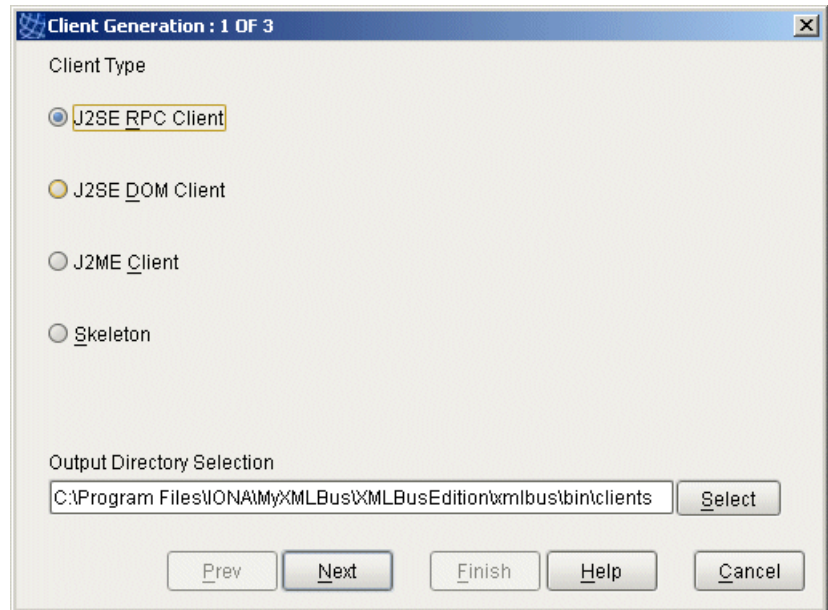 Client Generation : 1 OF 3
Client Type
J2SE RPC Client
J2SE DOM Client
J2ME Client
Skeleton
Output Directory Selection
C:\Program Files\IONA\MyXMLBus\XMLBusEdition\xmlbus\bin\clients Select
Prev Next Finish Help Cancel